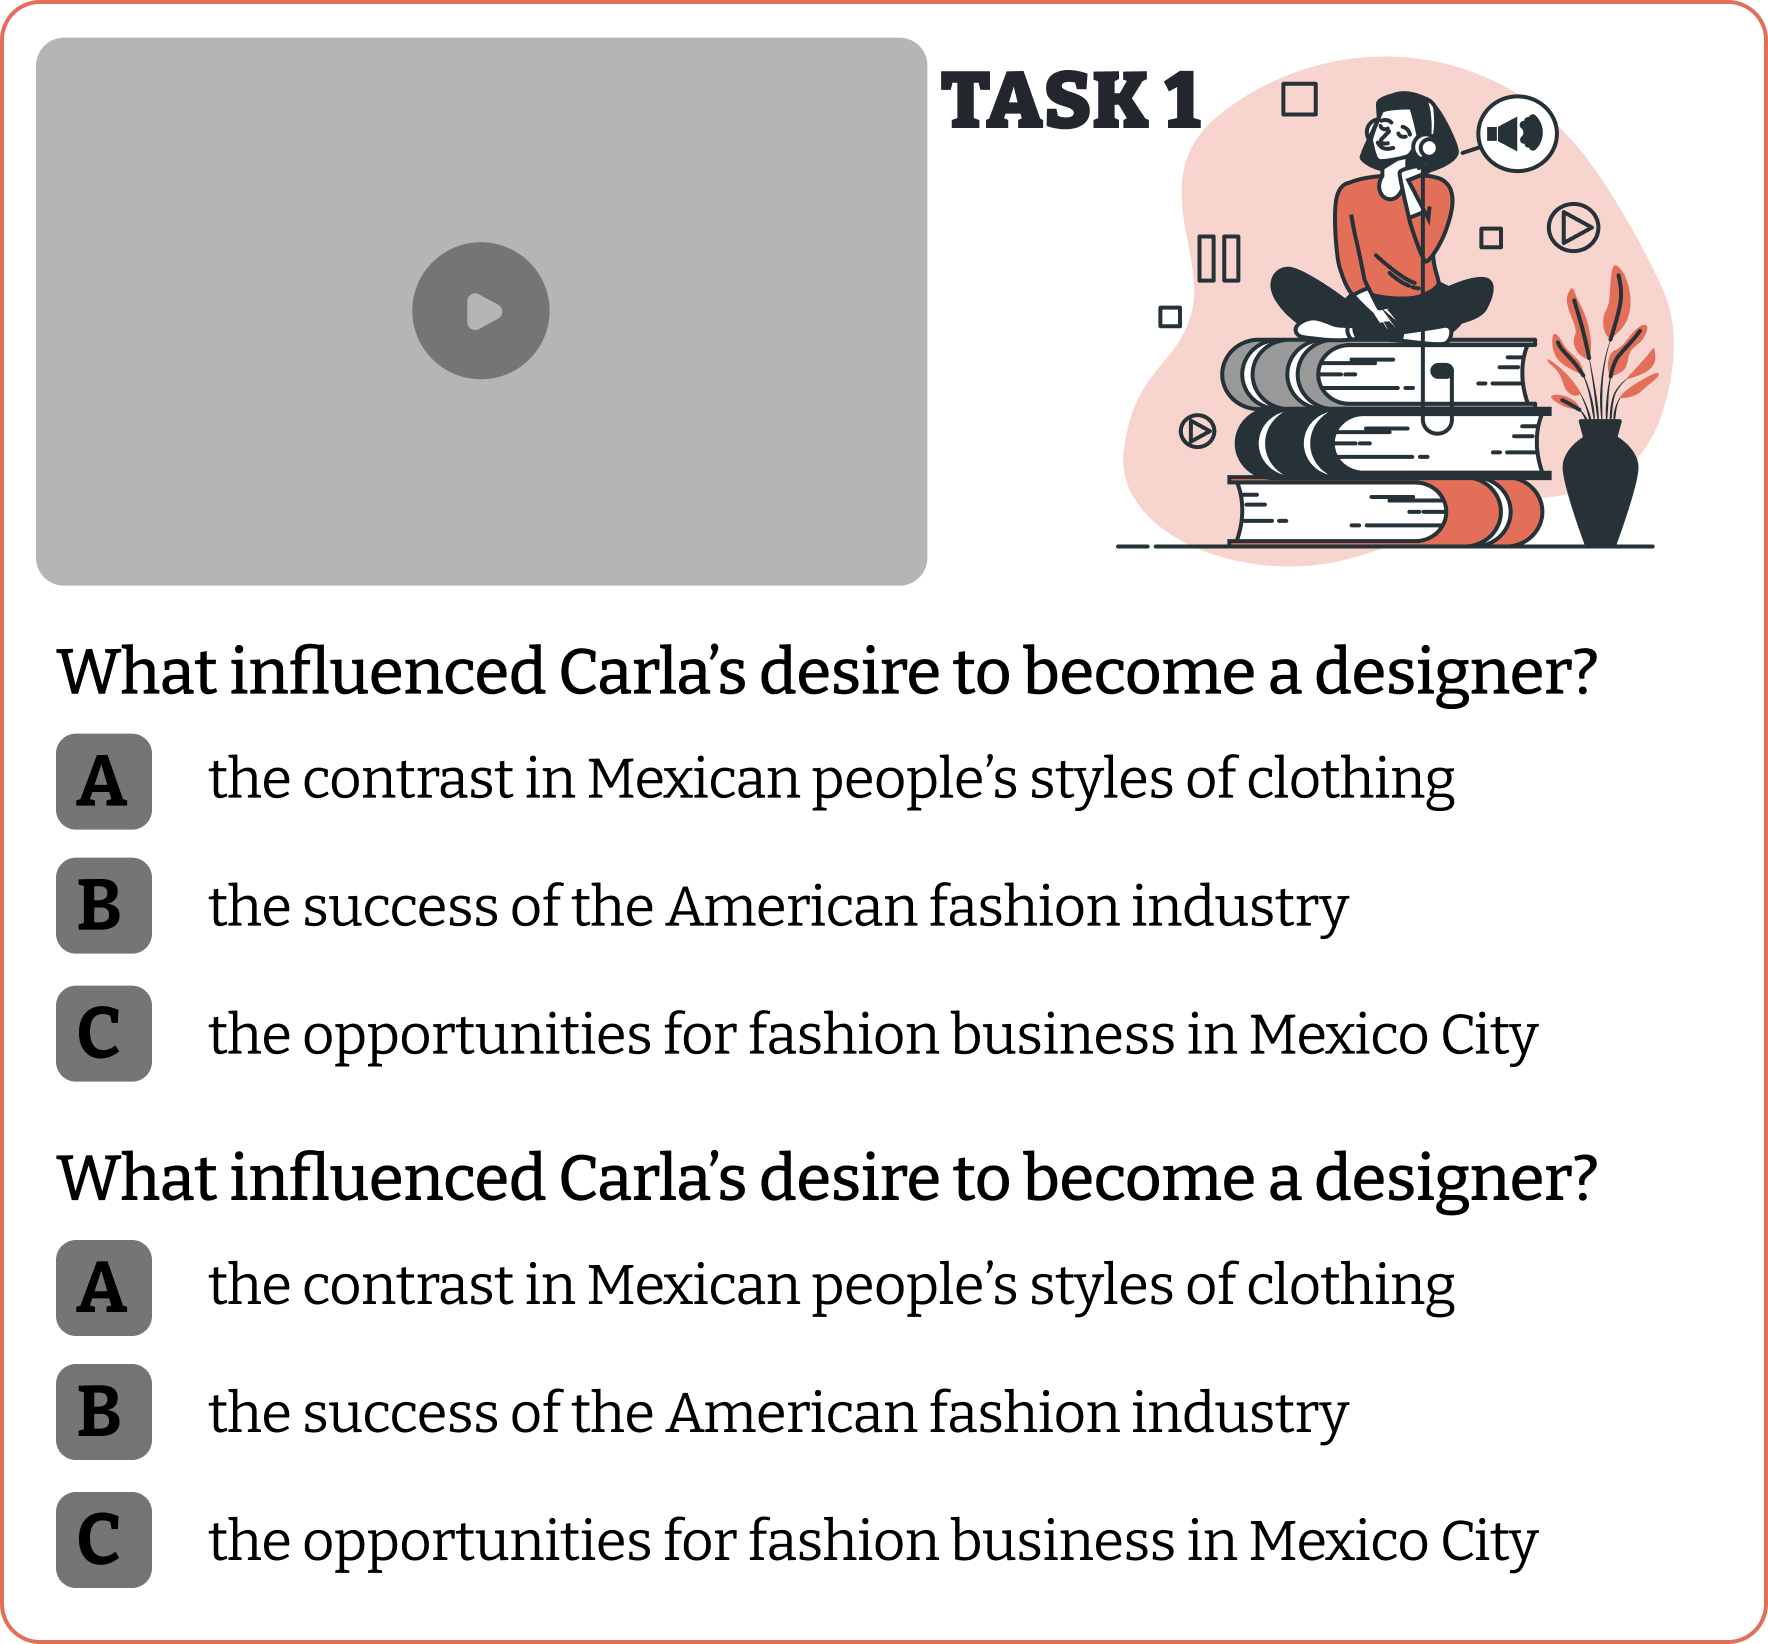 TASK 1
What influenced Carla’s desire to become a designer?
A the contrast in Mexican people’s styles of clothing
B the success of the American fashion industry
C the opportunities for fashion business in Mexico City
What influenced Carla’s desire to become a designer?
A the contrast in Mexican people’s styles of clothing
B the success of the American fashion industry
C the opportunities for fashion business in Mexico City